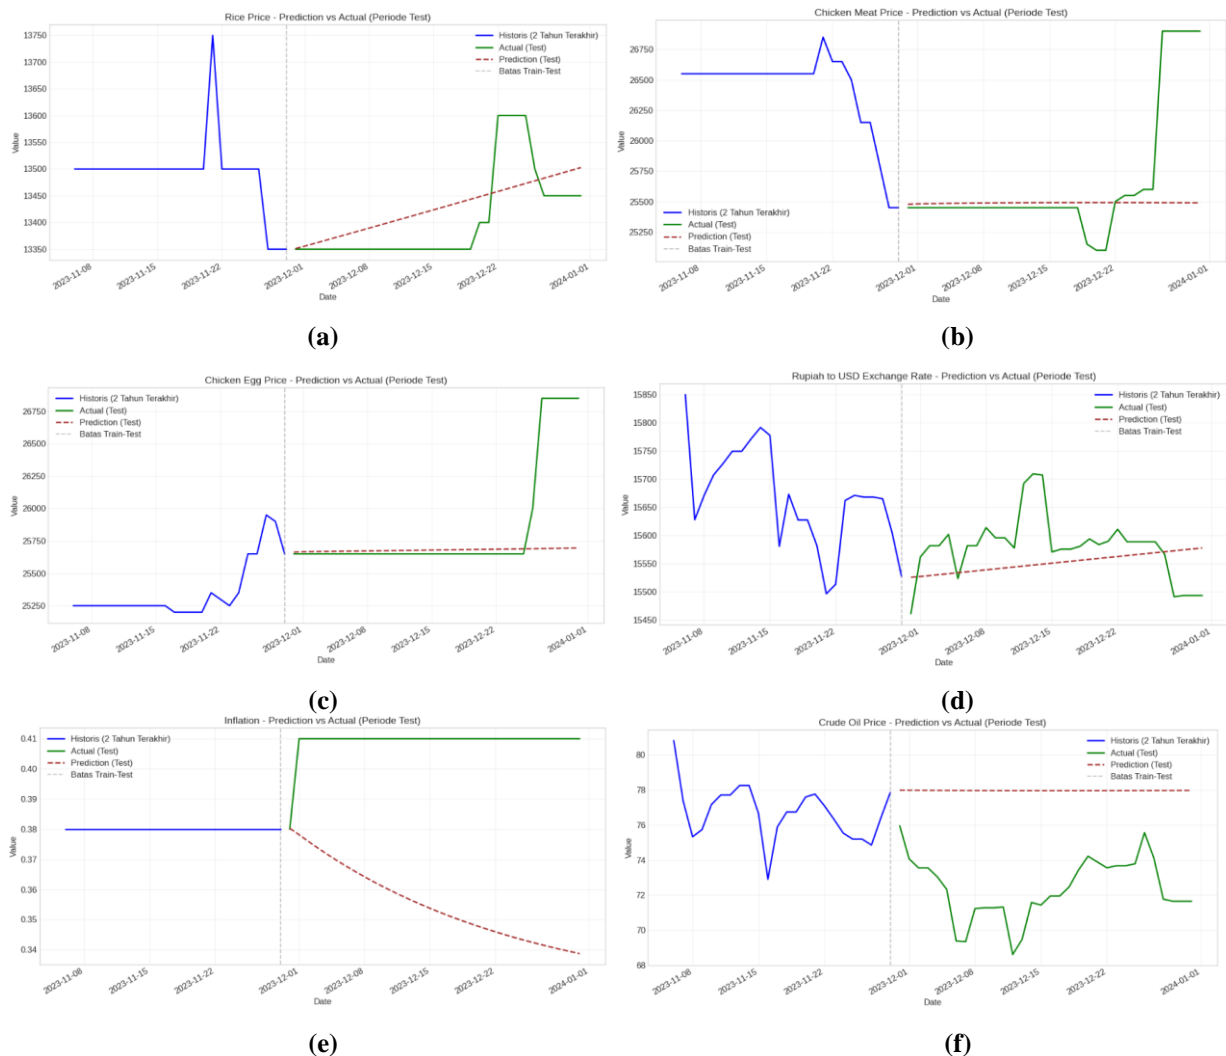 Rice Price - Prediction vs Actual (Periode Test)
Value
13750
13700
13650
13600
13550
13500
13450
13400
13350
Historis (2 Tahun Terakhir)
Actual (Test)
Prediction (Test)
Batas Train-Test
2023-11-08
2023-11-15
2023-11-22
2023-12-01
2023-12-08
2023-12-15
2023-12-22
2024-01-01
Date
(a)
Chicken Meat Price - Prediction vs Actual (Periode Test)
Value
26750
26500
26250
26000
25750
25500
25250
Historis (2 Tahun Terakhir)
Actual (Test)
Prediction (Test)
Batas Train-Test
2023-11-08
2023-11-15
2023-11-22
2023-12-01
2023-12-08
2023-12-15
2023-12-22
2024-01-01
Date
(b)
Chicken Egg Price - Prediction vs Actual (Periode Test)
Value
26750
26500
26250
26000
25750
25500
25250
Historis (2 Tahun Terakhir)
Actual (Test)
Prediction (Test)
Batas Train-Test
2023-11-08
2023-11-15
2023-11-22
2023-12-01
2023-12-08
2023-12-15
2023-12-22
2024-01-01
Date
(c)
Rupiah to USD Exchange Rate - Prediction vs Actual (Periode Test)
Value
15850
15800
15750
15700
15650
15600
15550
15500
15450
Historis (2 Tahun Terakhir)
Actual (Test)
Prediction (Test)
Batas Train-Test
2023-11-08
2023-11-15
2023-11-22
2023-12-01
2023-12-08
2023-12-15
2023-12-22
2024-01-01
Date
(d)
Inflation - Prediction vs Actual (Periode Test)
Value
0.41
0.40
0.39
0.38
0.37
0.36
0.35
0.34
Historis (2 Tahun Terakhir)
Actual (Test)
Prediction (Test)
Batas Train-Test
2023-11-08
2023-11-15
2023-11-22
2023-12-01
2023-12-08
2023-12-15
2023-12-22
2024-01-01
Date
(e)
Crude Oil Price - Prediction vs Actual (Periode Test)
Value
80
78
76
74
72
70
68
Historis (2 Tahun Terakhir)
Actual (Test)
Prediction (Test)
Batas Train-Test
2023-11-08
2023-11-15
2023-11-22
2023-12-01
2023-12-08
2023-12-15
2023-12-22
2024-01-01
Date
(f)